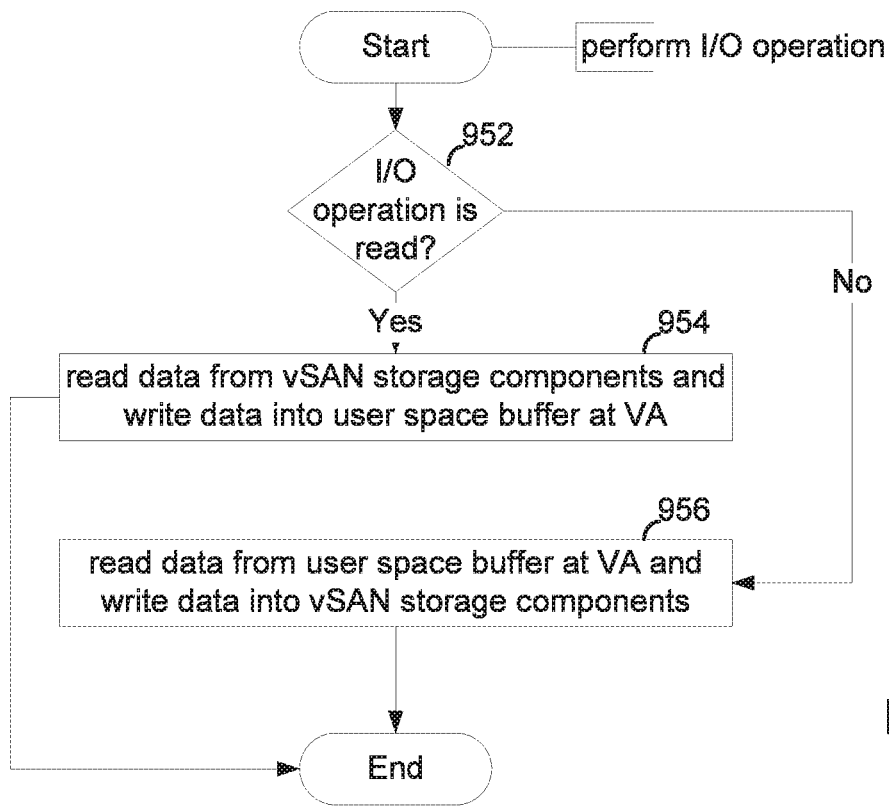 Start
perform I/O operation
952
I/O
operation is
read?
No
Yes
954
read data from vSAN storage components and
write data into user space buffer at VA
956
read data from user space buffer at VA and
write data into vSAN storage components
End